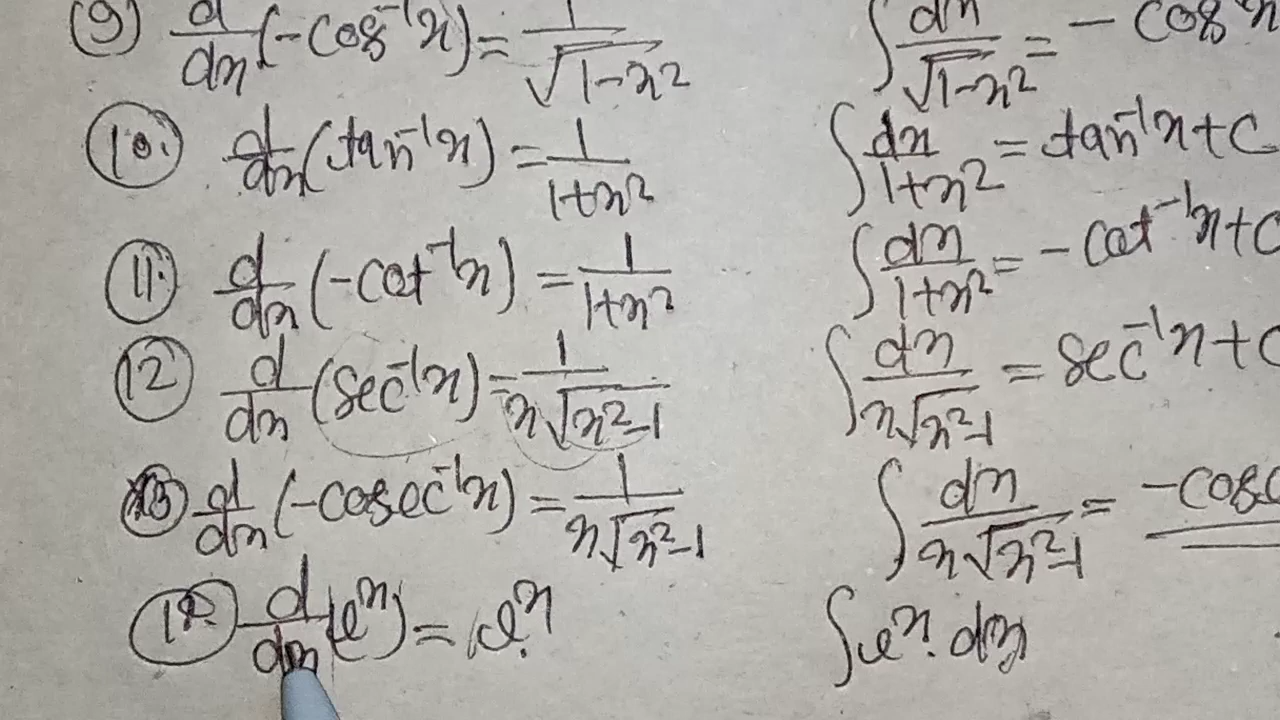 (9) d/dx (-cos⁻¹x) = 1/√(1-x²) ∫ dx/√(1-x²) = - cos⁻¹x
(10.) d/dx (tan⁻¹x) = 1/(1+x²) ∫ dx/(1+x²) = tan⁻¹x + c
(11.) d/dx (-cot⁻¹x) = 1/(1+x²) ∫ dx/(1+x²) = - cot⁻¹x + c
(12) d/dx (sec⁻¹x) = 1/(x√(x²-1)) ∫ dx/(x√(x²-1)) = sec⁻¹x + c
(13) d/dx (-cosec⁻¹x) = 1/(x√(x²-1)) ∫ dx/(x√(x²-1)) = -cosec
d/dx (eˣ) = eˣ. ∫ eˣ. dx